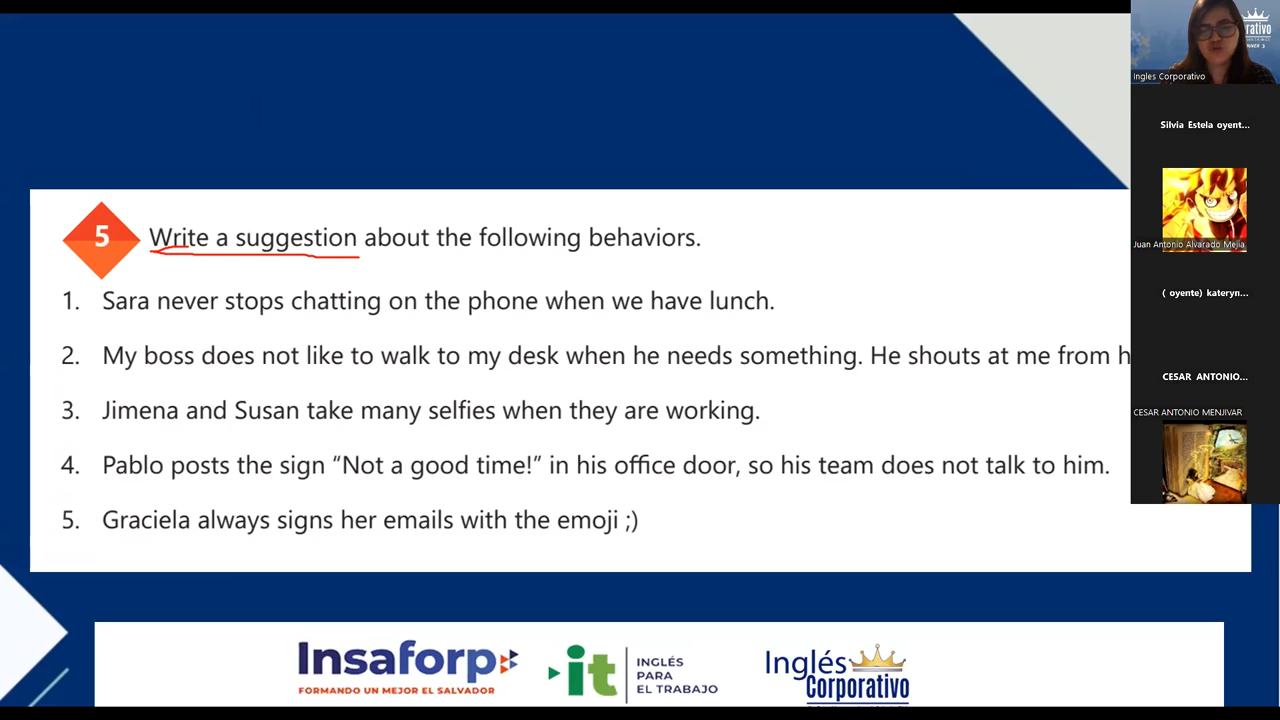 5 Write a suggestion about the following behaviors.
1. Sara never stops chatting on the phone when we have lunch.
2. My boss does not like to walk to my desk when he needs something. He shouts at me from h
3. Jimena and Susan take many selfies when they are working.
4. Pablo posts the sign “Not a good time!” in his office door, so his team does not talk to him.
5. Graciela always signs her emails with the emoji ;)
Insaforp
FORMANDO UN MEJOR EL SALVADOR
it
INGLÉS
PARA
EL TRABAJO
Inglés
Corporativo
rativo
Ingles Corporativo
Silvia Estela oyent...
Juan Antonio Alvarado Mejia
( oyente) kateryn...
CESAR ANTONIO...
CESAR ANTONIO MENJIVAR